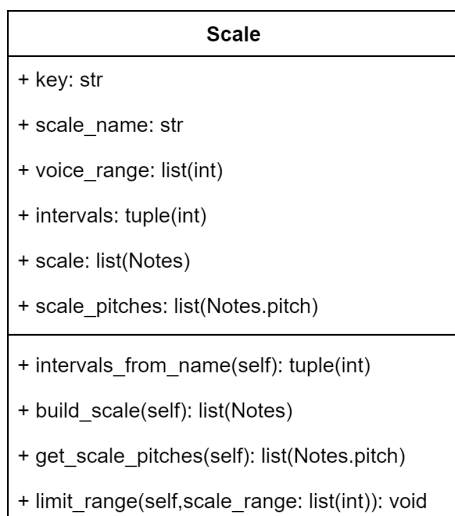 Scale
+ key: str
+ scale_name: str
+ voice_range: list(int)
+ intervals: tuple(int)
+ scale: list(Notes)
+ scale_pitches: list(Notes.pitch)
+ intervals_from_name(self): tuple(int)
+ build_scale(self): list(Notes)
+ get_scale_pitches(self): list(Notes.pitch)
+ limit_range(self,scale_range: list(int)): void